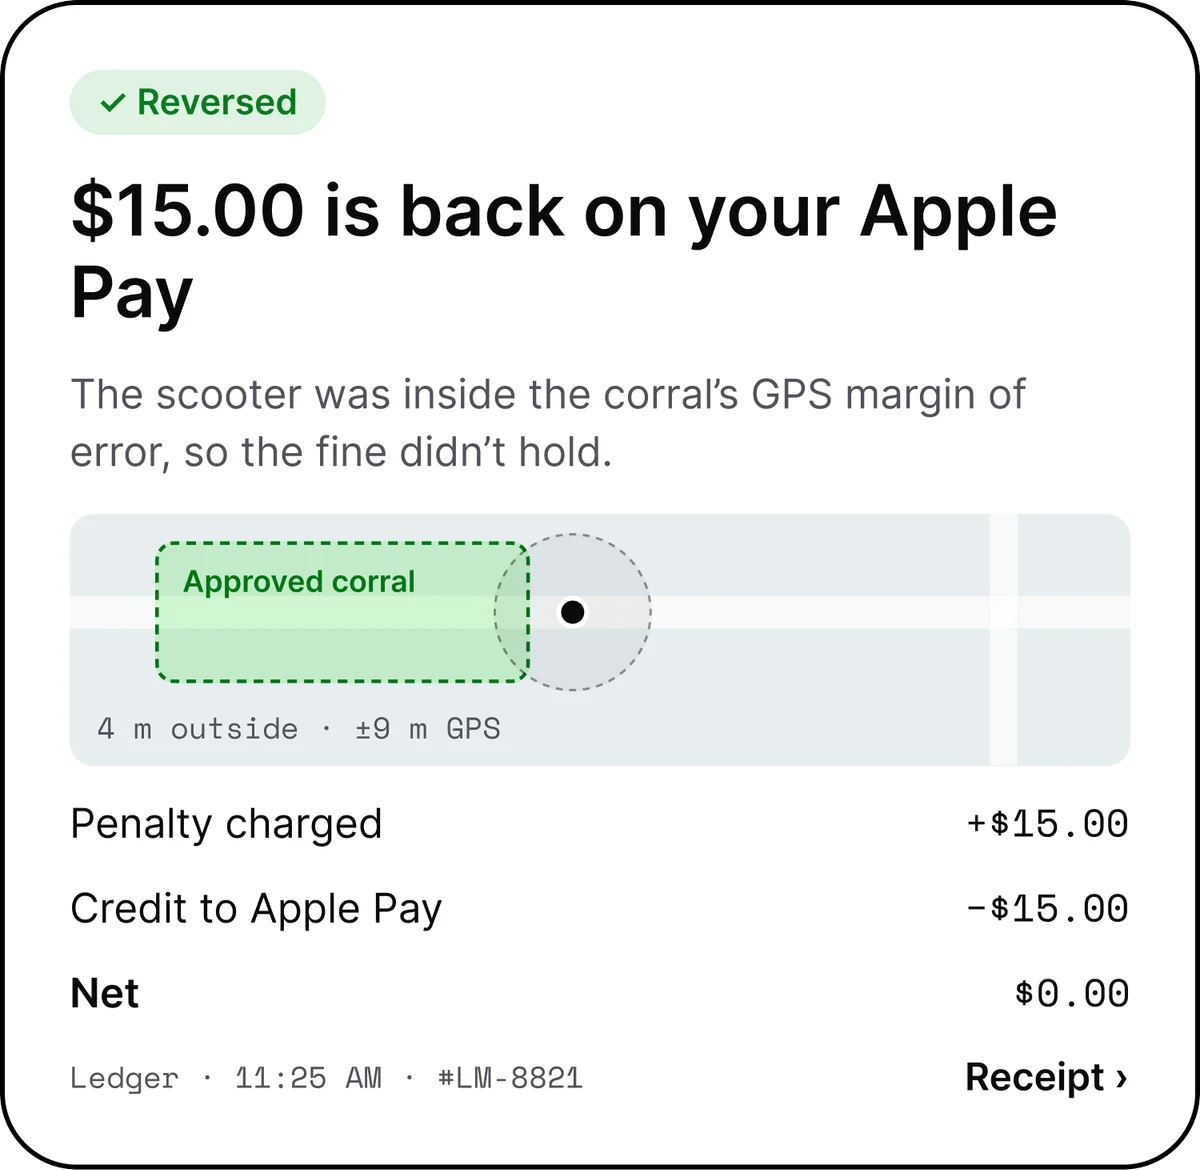 ✓ Reversed
$15.00 is back on your Apple
Pay
The scooter was inside the corral’s GPS margin of
error, so the fine didn’t hold.
Approved corral
4 m outside · ±9 m GPS
Penalty charged +$15.00
Credit to Apple Pay −$15.00
Net $0.00
Ledger · 11:25 AM · #LM-8821 Receipt ›